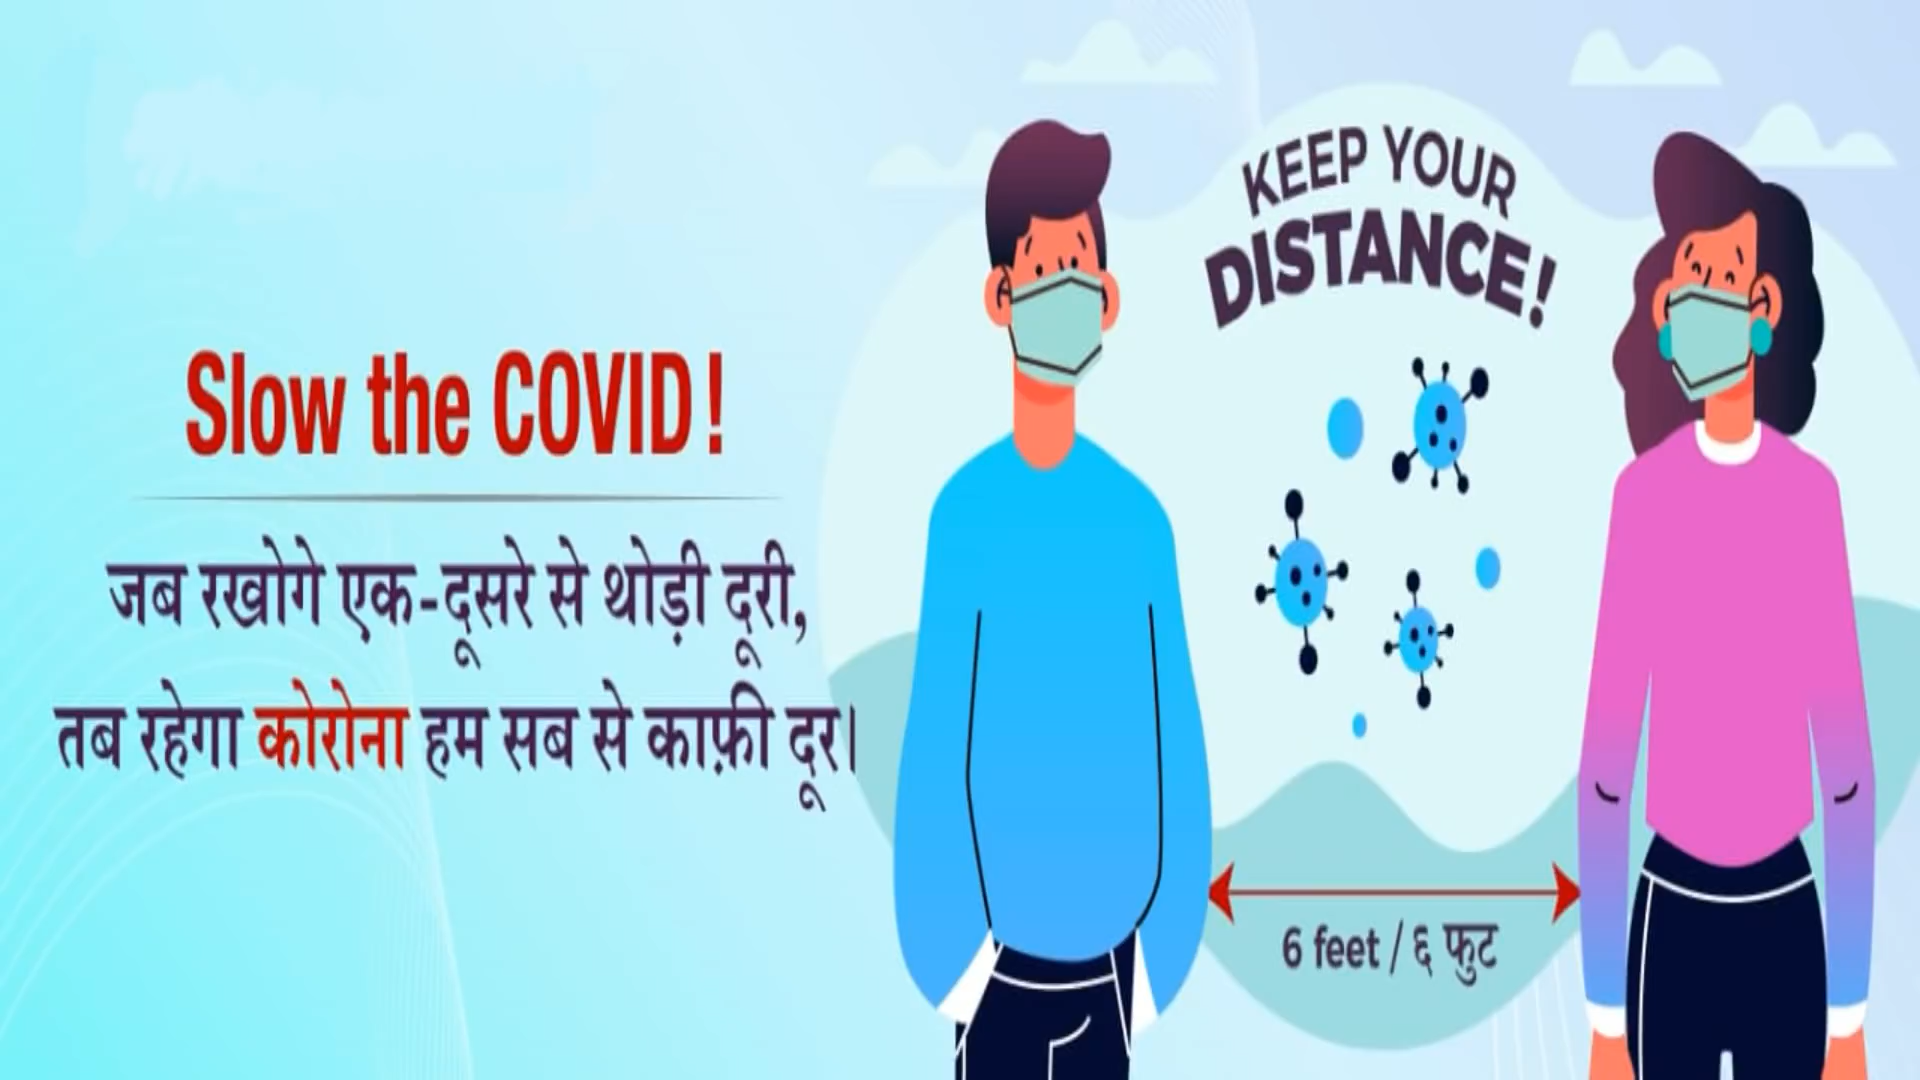 Slow the COVID!
जब रखोगे एक-दूसरे से थोड़ी दूरी,
तब रहेगा कोरोना हम सब से काफ़ी दूर।
KEEP YOUR
DISTANCE!
6 feet / ६ फुट